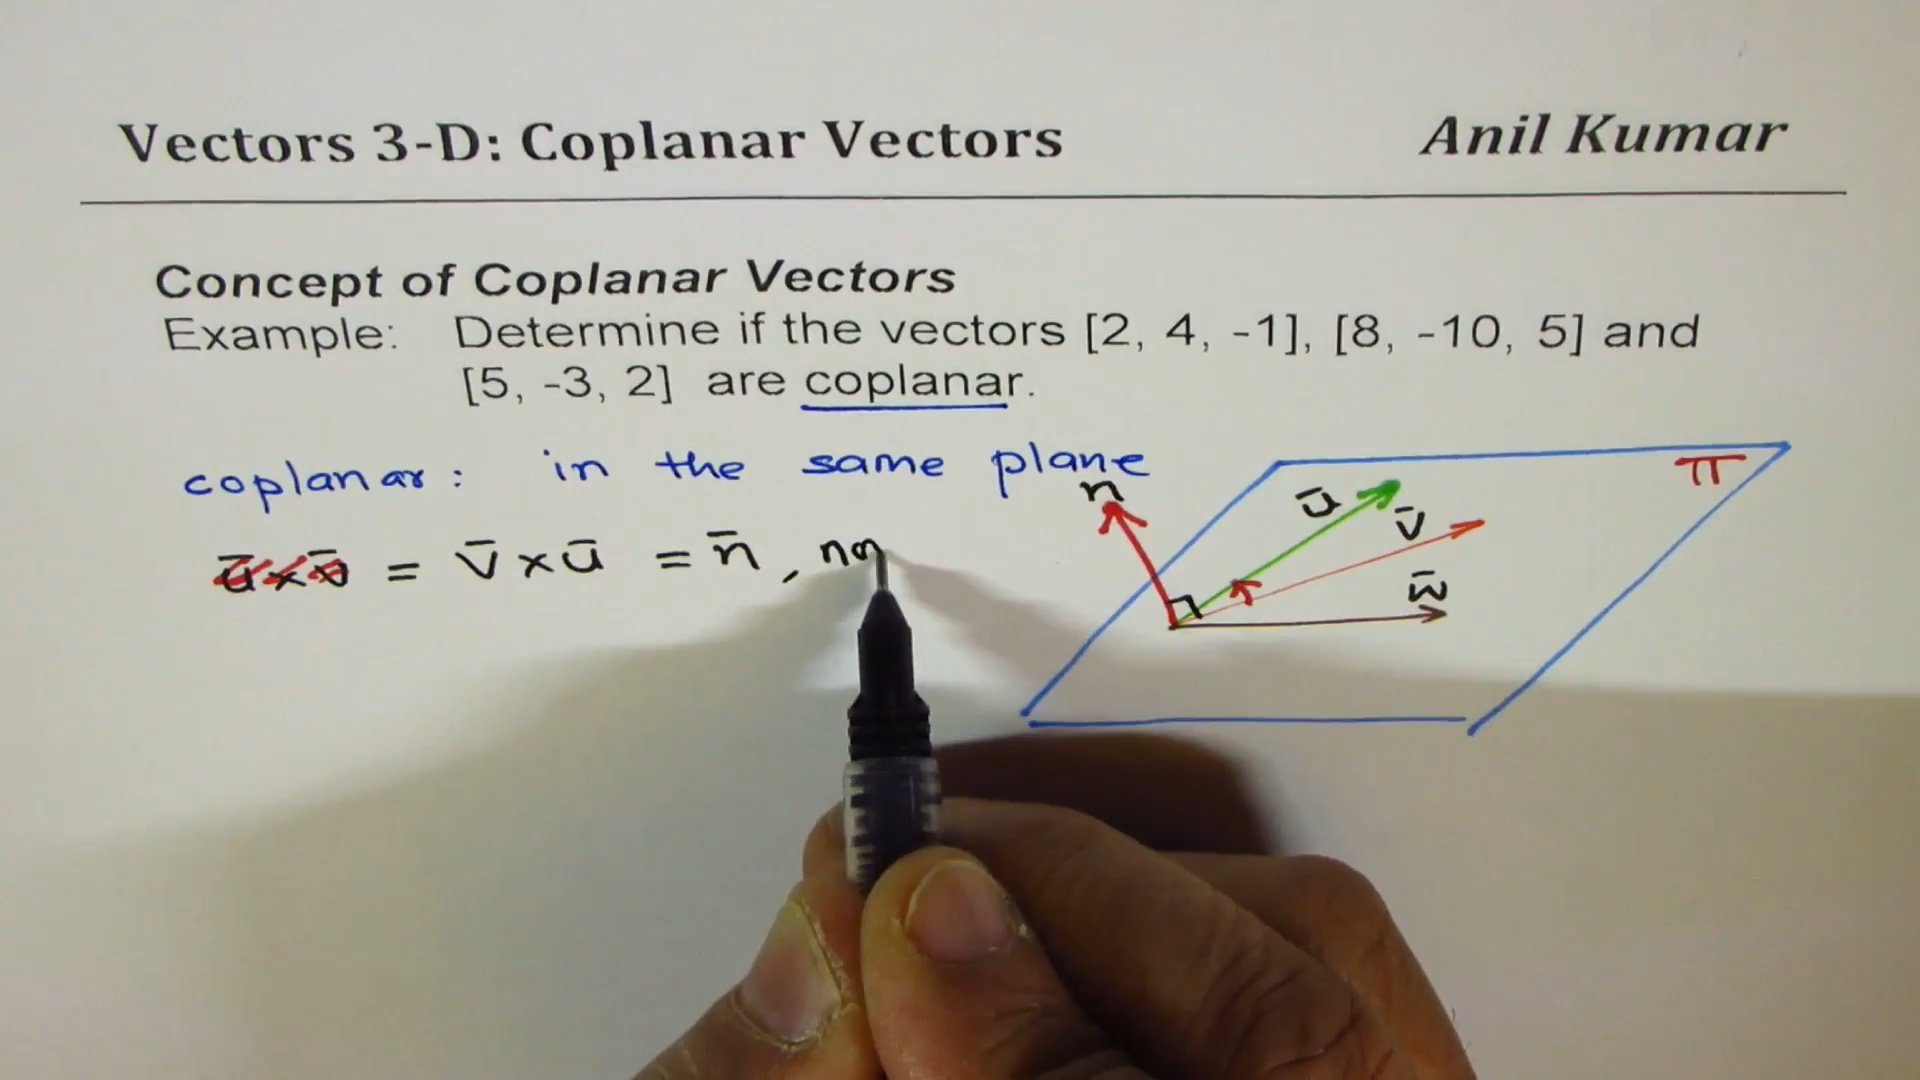 Vectors 3-D: Coplanar Vectors Anil Kumar
Concept of Coplanar Vectors
Example: Determine if the vectors [2, 4, -1], [8, -10, 5] and
[5, -3, 2] are coplanar.
coplanar: in the same plane
π
n
ū
v̄
w̄
ū×v̄ = v̄×ū = n̄, no